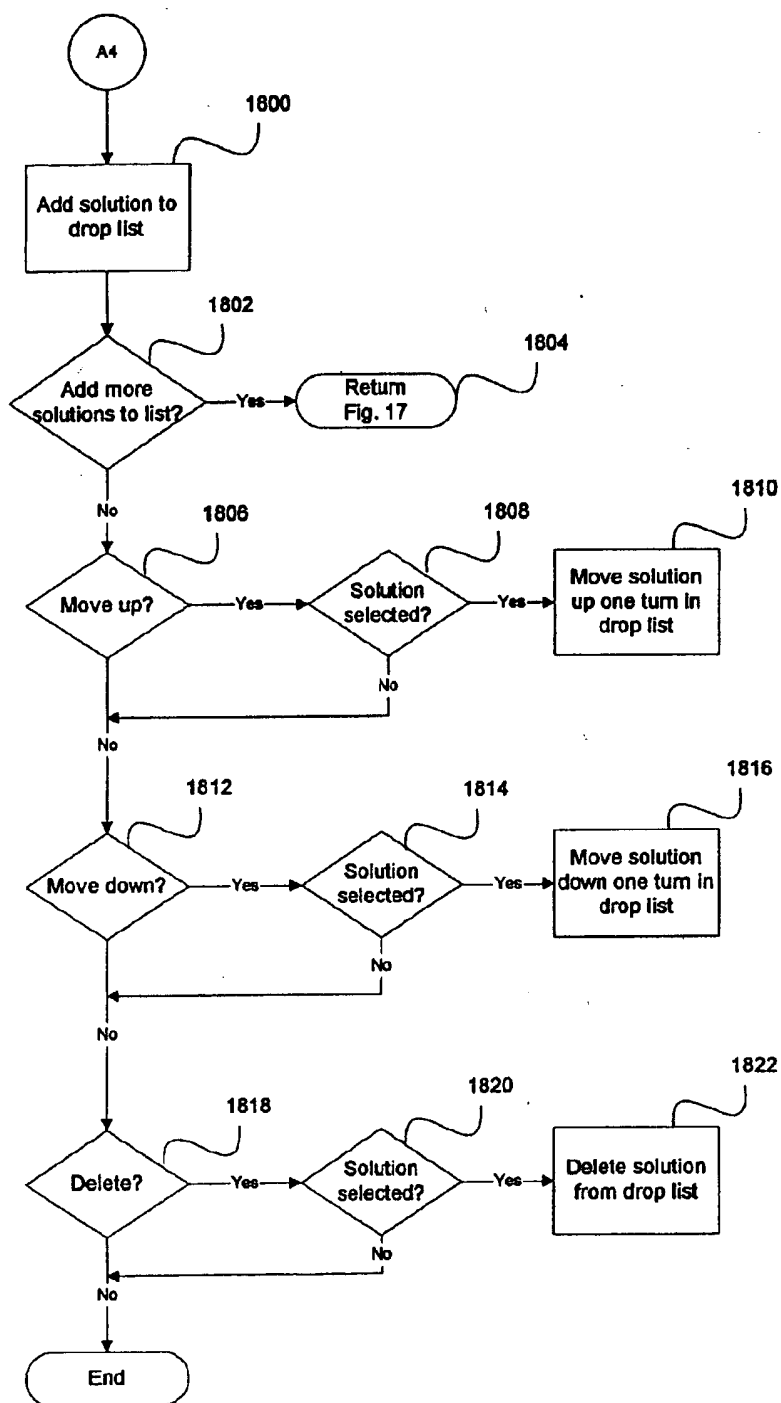 A4
1800
Add solution to
drop list
1802
Add more
solutions to list?
Yes
Return
Fig. 17
1804
No
1806
Move up?
Yes
1808
Solution
selected?
Yes
1810
Move solution
up one turn in
drop list
No
No
1812
Move down?
Yes
1814
Solution
selected?
Yes
1816
Move solution
down one turn in
drop list
No
No
1818
Delete?
Yes
1820
Solution
selected?
Yes
1822
Delete solution
from drop list
No
No
End